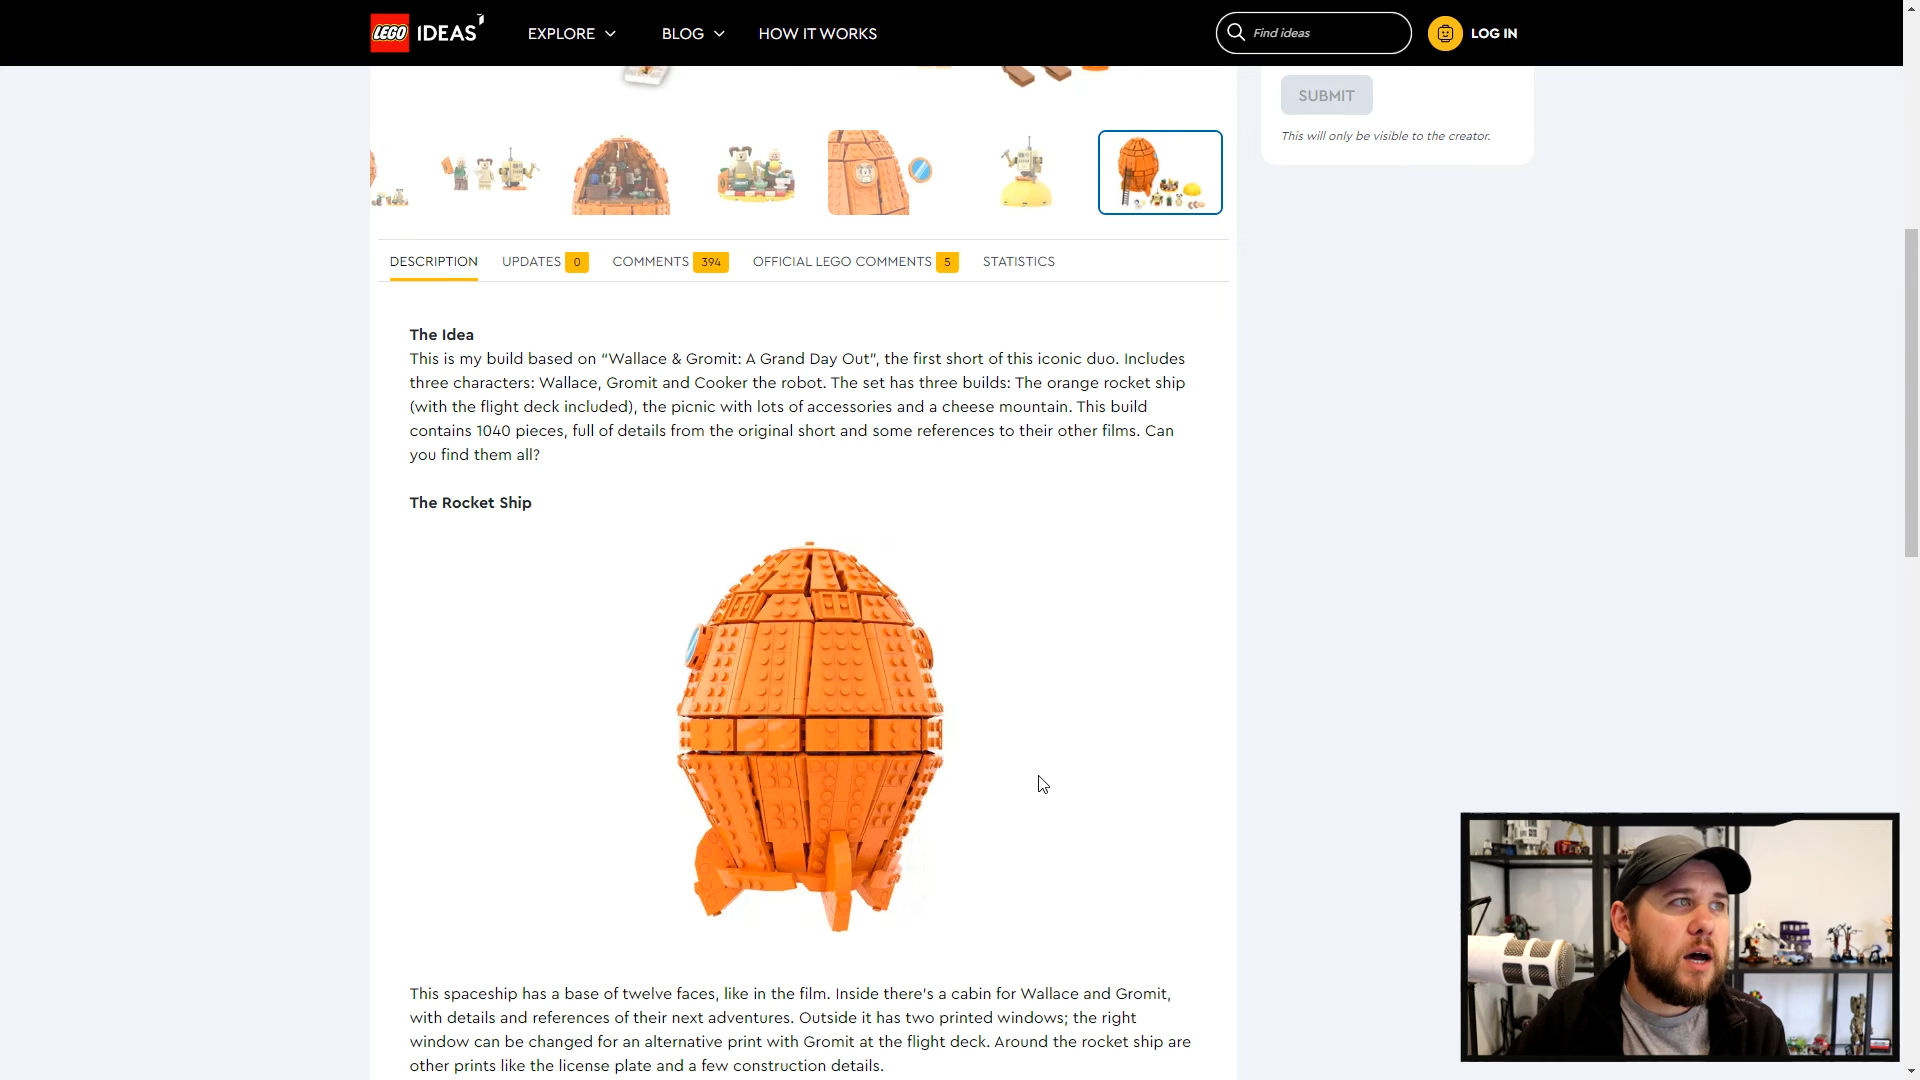 LEGO IDEAS
EXPLORE
BLOG
HOW IT WORKS
Find ideas
LOG IN
SUBMIT
This will only be visible to the creator.
DESCRIPTION
UPDATES 0
COMMENTS 394
OFFICIAL LEGO COMMENTS 5
STATISTICS
The Idea
This is my build based on “Wallace & Gromit: A Grand Day Out”, the first short of this iconic duo. Includes
three characters: Wallace, Gromit and Cooker the robot. The set has three builds: The orange rocket ship
(with the flight deck included), the picnic with lots of accessories and a cheese mountain. This build
contains 1040 pieces, full of details from the original short and some references to their other films. Can
you find them all?
The Rocket Ship
This spaceship has a base of twelve faces, like in the film. Inside there's a cabin for Wallace and Gromit,
with details and references of their next adventures. Outside it has two printed windows; the right
window can be changed for an alternative print with Gromit at the flight deck. Around the rocket ship are
other prints like the license plate and a few construction details.